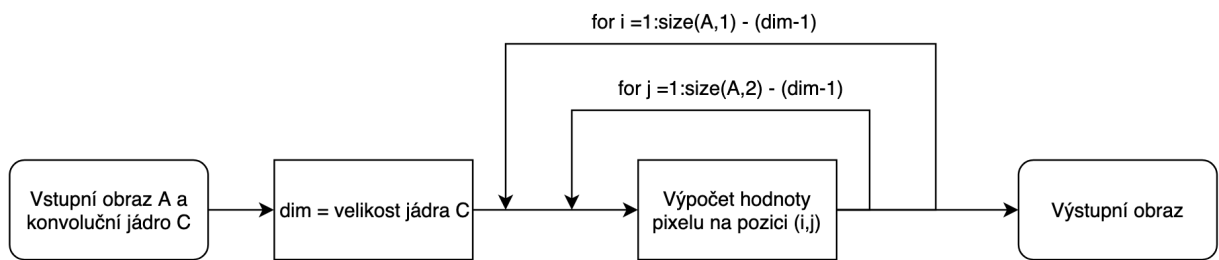 for i =1:size(A,1) - (dim-1)
for j =1:size(A,2) - (dim-1)
Vstupní obraz A a
konvoluční jádro C
dim = velikost jádra C
Výpočet hodnoty
pixelu na pozici (i,j)
Výstupní obraz